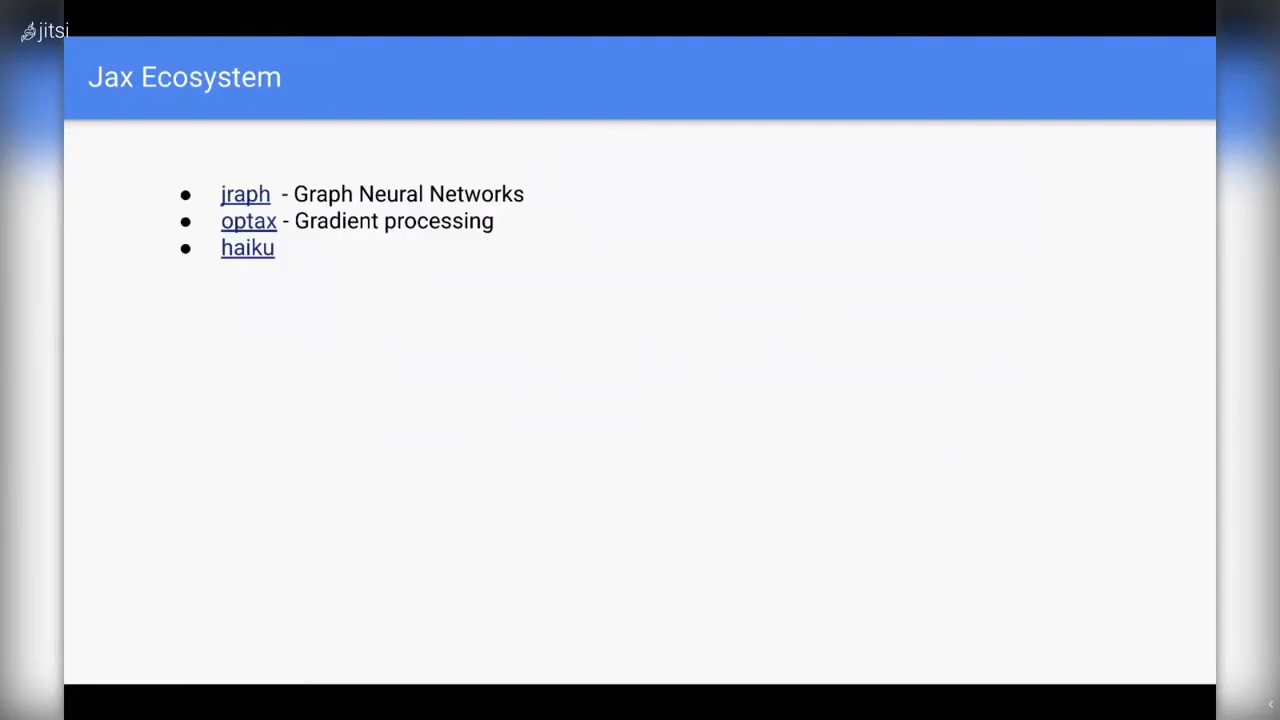 jitsi
Jax Ecosystem
● jraph - Graph Neural Networks
● optax - Gradient processing
● haiku